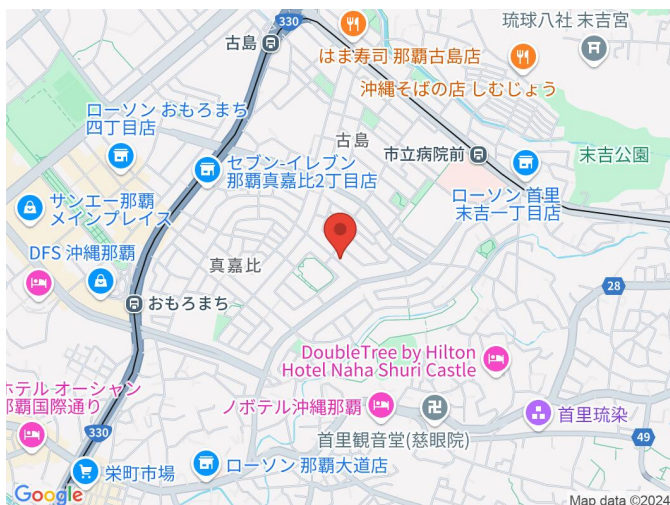 330
古島
はま寿司 那覇古島店
琉球八社 末吉宮
沖縄そばの店 しむじょう
ローソン おもろまち
四丁目店
古島
市立病院前
末吉公園
セブン-イレブン
那覇真嘉比2丁目店
ローソン 首里
末吉一丁目店
サンエー那覇
メインプレイス
DFS 沖縄那覇
真嘉比
おもろまち
28
DoubleTree by Hilton
Hotel Naha Shuri Castle
ホテル オーシャン
那覇国際通り
ノボテル沖縄那覇
首里琉染
330
首里観音堂(慈眼院)
49
栄町市場
ローソン 那覇大道店
Google
Map data ©2024